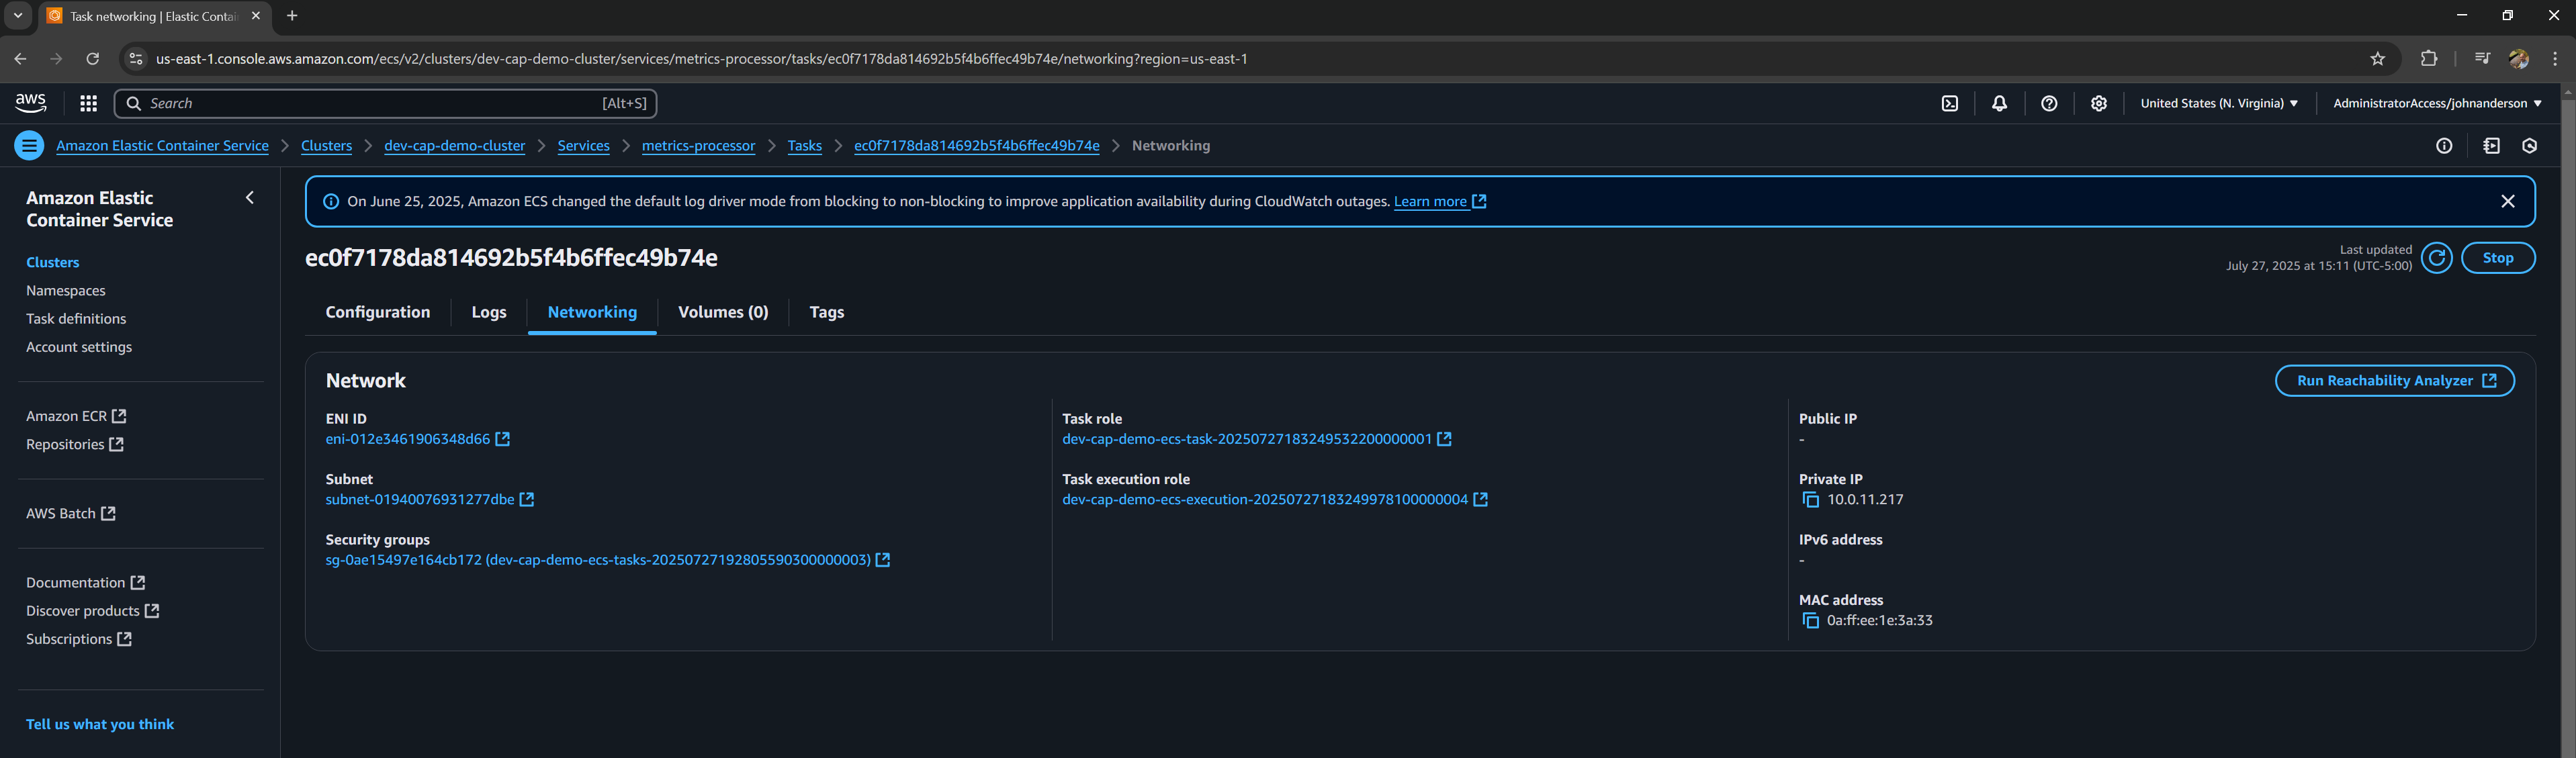 Task networking | Elastic Contai
us-east-1.console.aws.amazon.com/ecs/v2/clusters/dev-cap-demo-cluster/services/metrics-processor/tasks/ec0f7178da814692b5f4b6ffec49b74e/networking?region=us-east-1
aws
Search
[Alt+S]
United States (N. Virginia)
AdministratorAccess/johnanderson
Amazon Elastic Container Service
Clusters
dev-cap-demo-cluster
Services
metrics-processor
Tasks
ec0f7178da814692b5f4b6ffec49b74e
Networking
Amazon Elastic
Container Service
Clusters
Namespaces
Task definitions
Account settings
Amazon ECR
Repositories
AWS Batch
Documentation
Discover products
Subscriptions
Tell us what you think
On June 25, 2025, Amazon ECS changed the default log driver mode from blocking to non-blocking to improve application availability during CloudWatch outages. Learn more
ec0f7178da814692b5f4b6ffec49b74e
Last updated
July 27, 2025 at 15:11 (UTC-5:00)
Stop
Configuration
Logs
Networking
Volumes (0)
Tags
Network
Run Reachability Analyzer
ENI ID
eni-012e3461906348d66
Subnet
subnet-01940076931277dbe
Security groups
sg-0ae15497e164cb172 (dev-cap-demo-ecs-tasks-20250727192805590300000003)
Task role
dev-cap-demo-ecs-task-20250727183249532200000001
Task execution role
dev-cap-demo-ecs-execution-20250727183249978100000004
Public IP
-
Private IP
10.0.11.217
IPv6 address
-
MAC address
0a:ff:ee:1e:3a:33